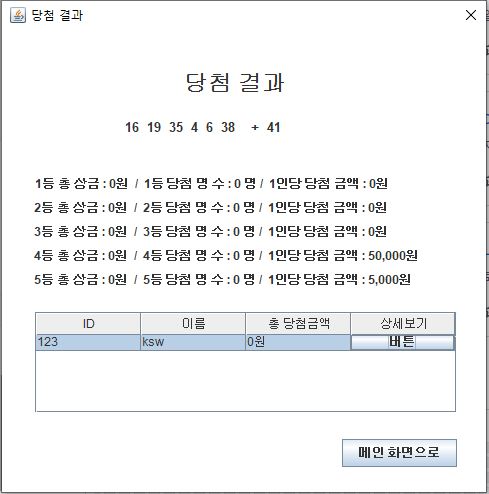 당첨 결과
당첨 결과
16 19 35 4 6 38 + 41
1등 총 상금 : 0원 / 1등 당첨 명 수 : 0 명 / 1인당 당첨 금액 : 0원
2등 총 상금 : 0원 / 2등 당첨 명 수 : 0 명 / 1인당 당첨 금액 : 0원
3등 총 상금 : 0원 / 3등 당첨 명 수 : 0 명 / 1인당 당첨 금액 : 0원
4등 총 상금 : 0원 / 4등 당첨 명 수 : 0 명 / 1인당 당첨 금액 : 50,000원
5등 총 상금 : 0원 / 5등 당첨 명 수 : 0 명 / 1인당 당첨 금액 : 5,000원
ID 이름 총 당첨금액 상세보기
123 ksw 0원 버튼
메인 화면으로